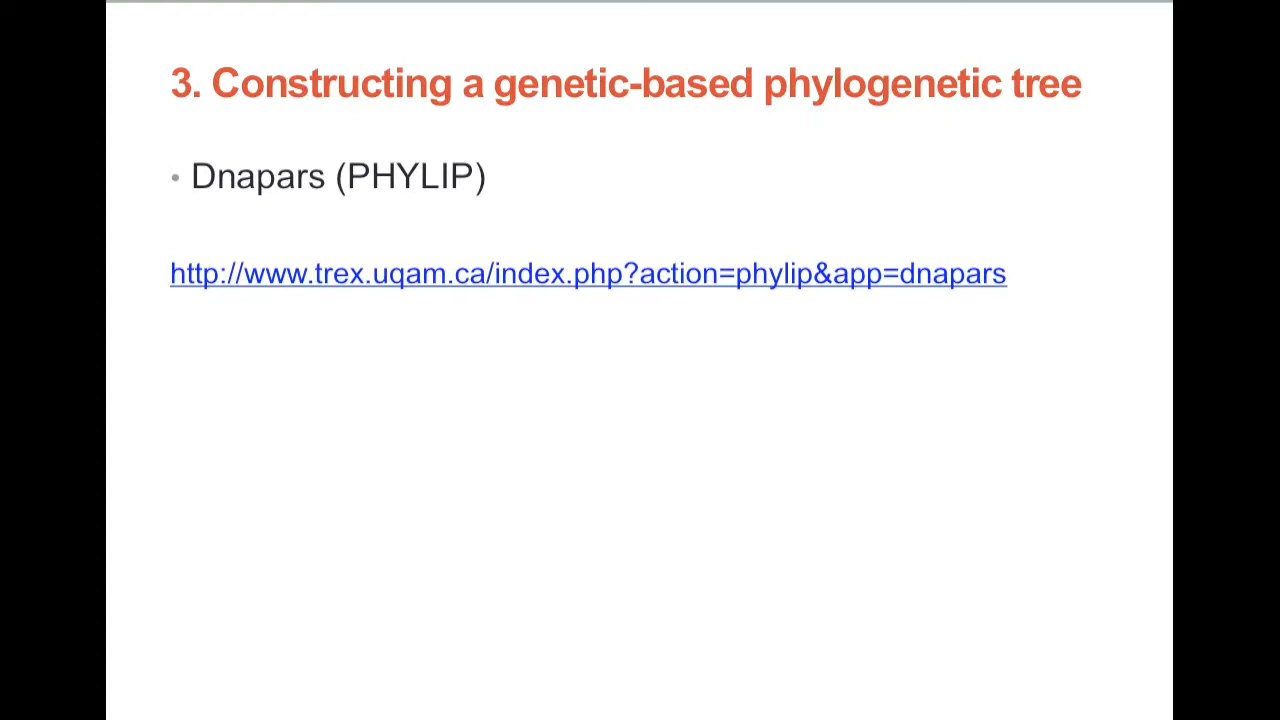 3. Constructing a genetic-based phylogenetic tree
• Dnapars (PHYLIP)
http://www.trex.uqam.ca/index.php?action=phylip&app=dnapars